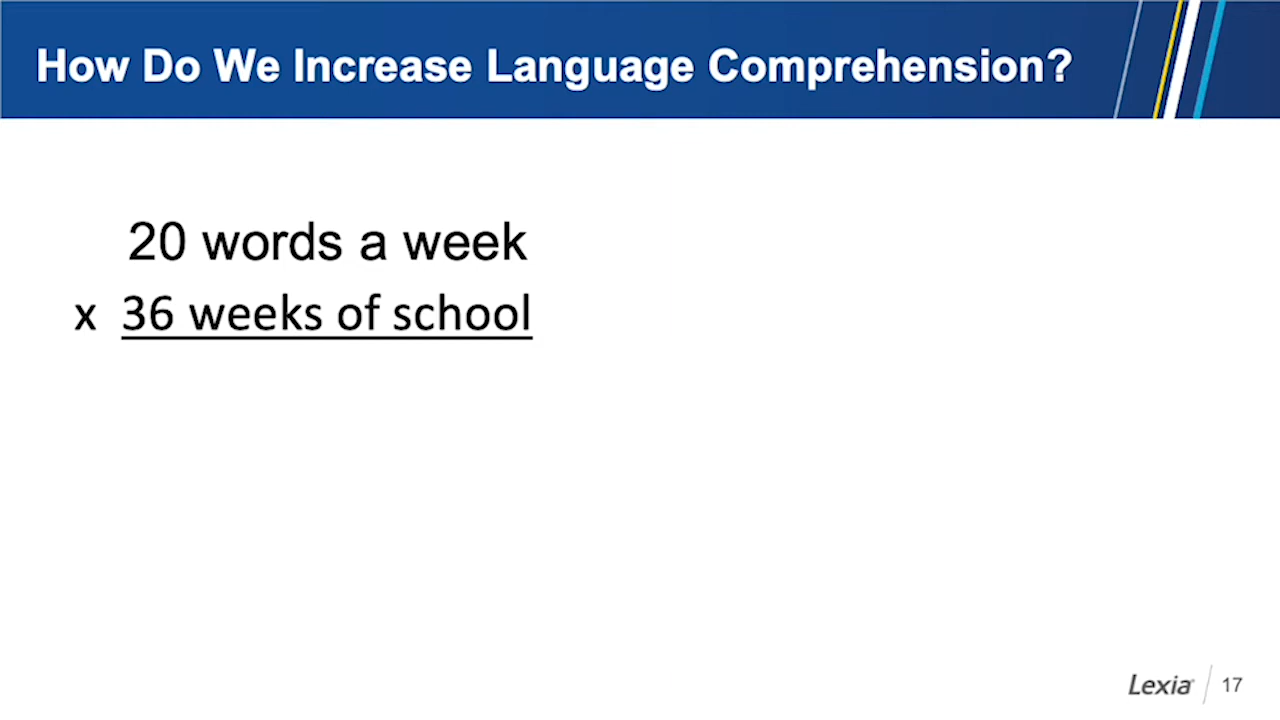 How Do We Increase Language Comprehension?
20 words a week
x 36 weeks of school
Lexia 17